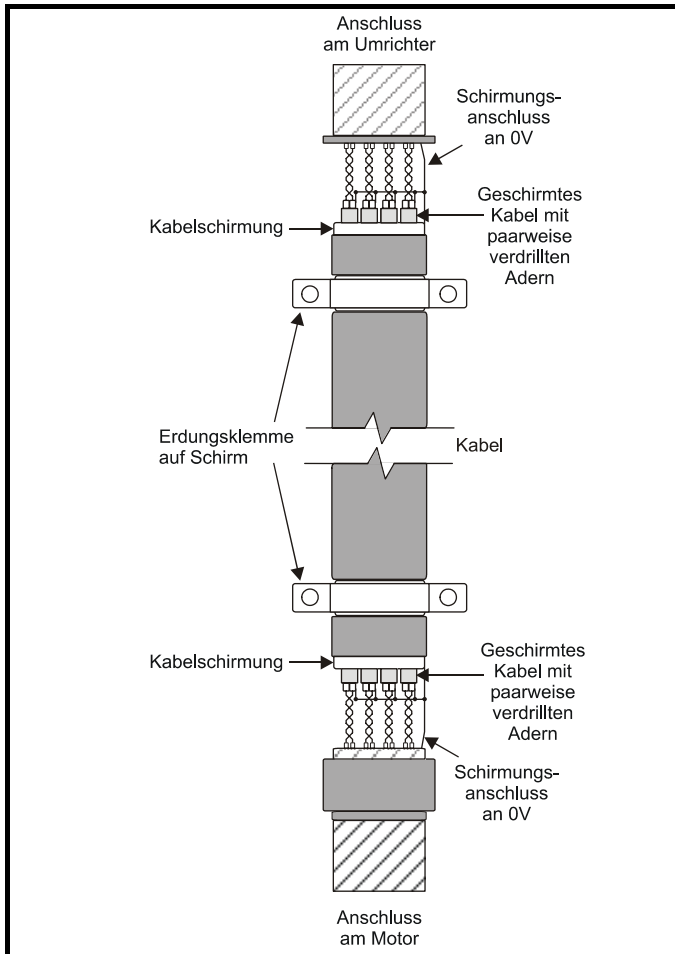 Anschluss
am Umrichter
Schirmungs-
anschluss
an 0V
Geschirmtes
Kabel mit
paarweise
verdrillten
Adern
Kabelschirmung
Erdungsklemme
auf Schirm
Kabel
Kabelschirmung
Geschirmtes
Kabel mit
paarweise
verdrillten
Adern
Schirmungs-
anschluss
an 0V
Anschluss
am Motor